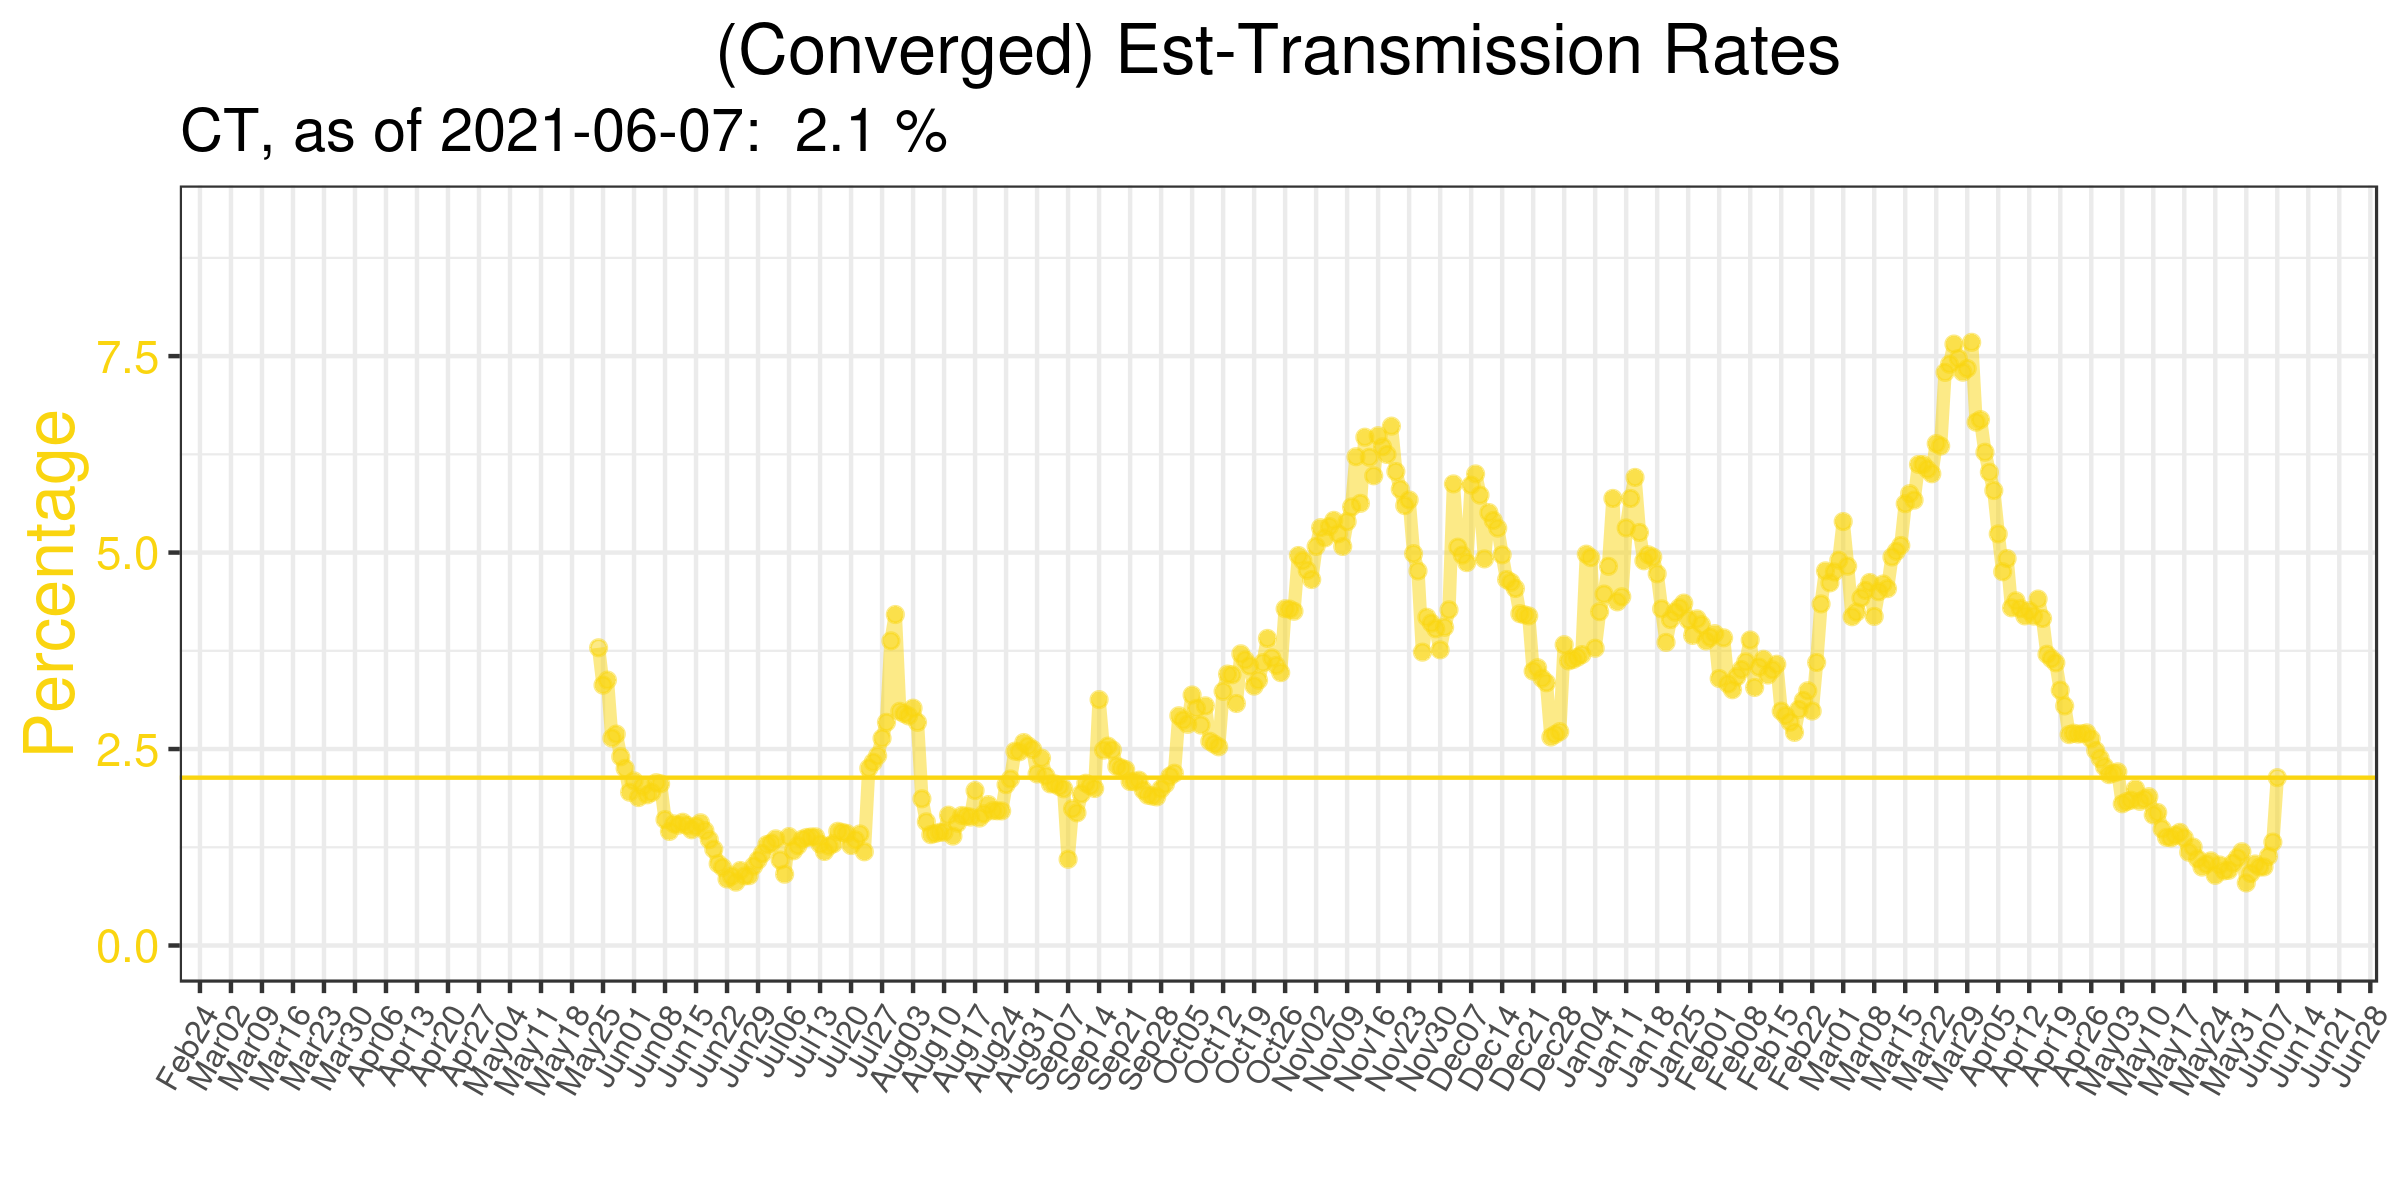 (Converged) Est-Transmission Rates
CT, as of 2021-06-07:  2.1 %
Percentage
7.5
5.0
2.5
0.0
Feb24
Mar02
Mar09
Mar16
Mar23
Mar30
Apr06
Apr13
Apr20
Apr27
May04
May11
May18
May25
Jun01
Jun08
Jun15
Jun22
Jun29
Jul06
Jul13
Jul20
Jul27
Aug03
Aug10
Aug17
Aug24
Aug31
Sep07
Sep14
Sep21
Sep28
Oct05
Oct12
Oct19
Oct26
Nov02
Nov09
Nov16
Nov23
Nov30
Dec07
Dec14
Dec21
Dec28
Jan04
Jan11
Jan18
Jan25
Feb01
Feb08
Feb15
Feb22
Mar01
Mar08
Mar15
Mar22
Mar29
Apr05
Apr12
Apr19
Apr26
May03
May10
May17
May24
May31
Jun07
Jun14
Jun21
Jun28